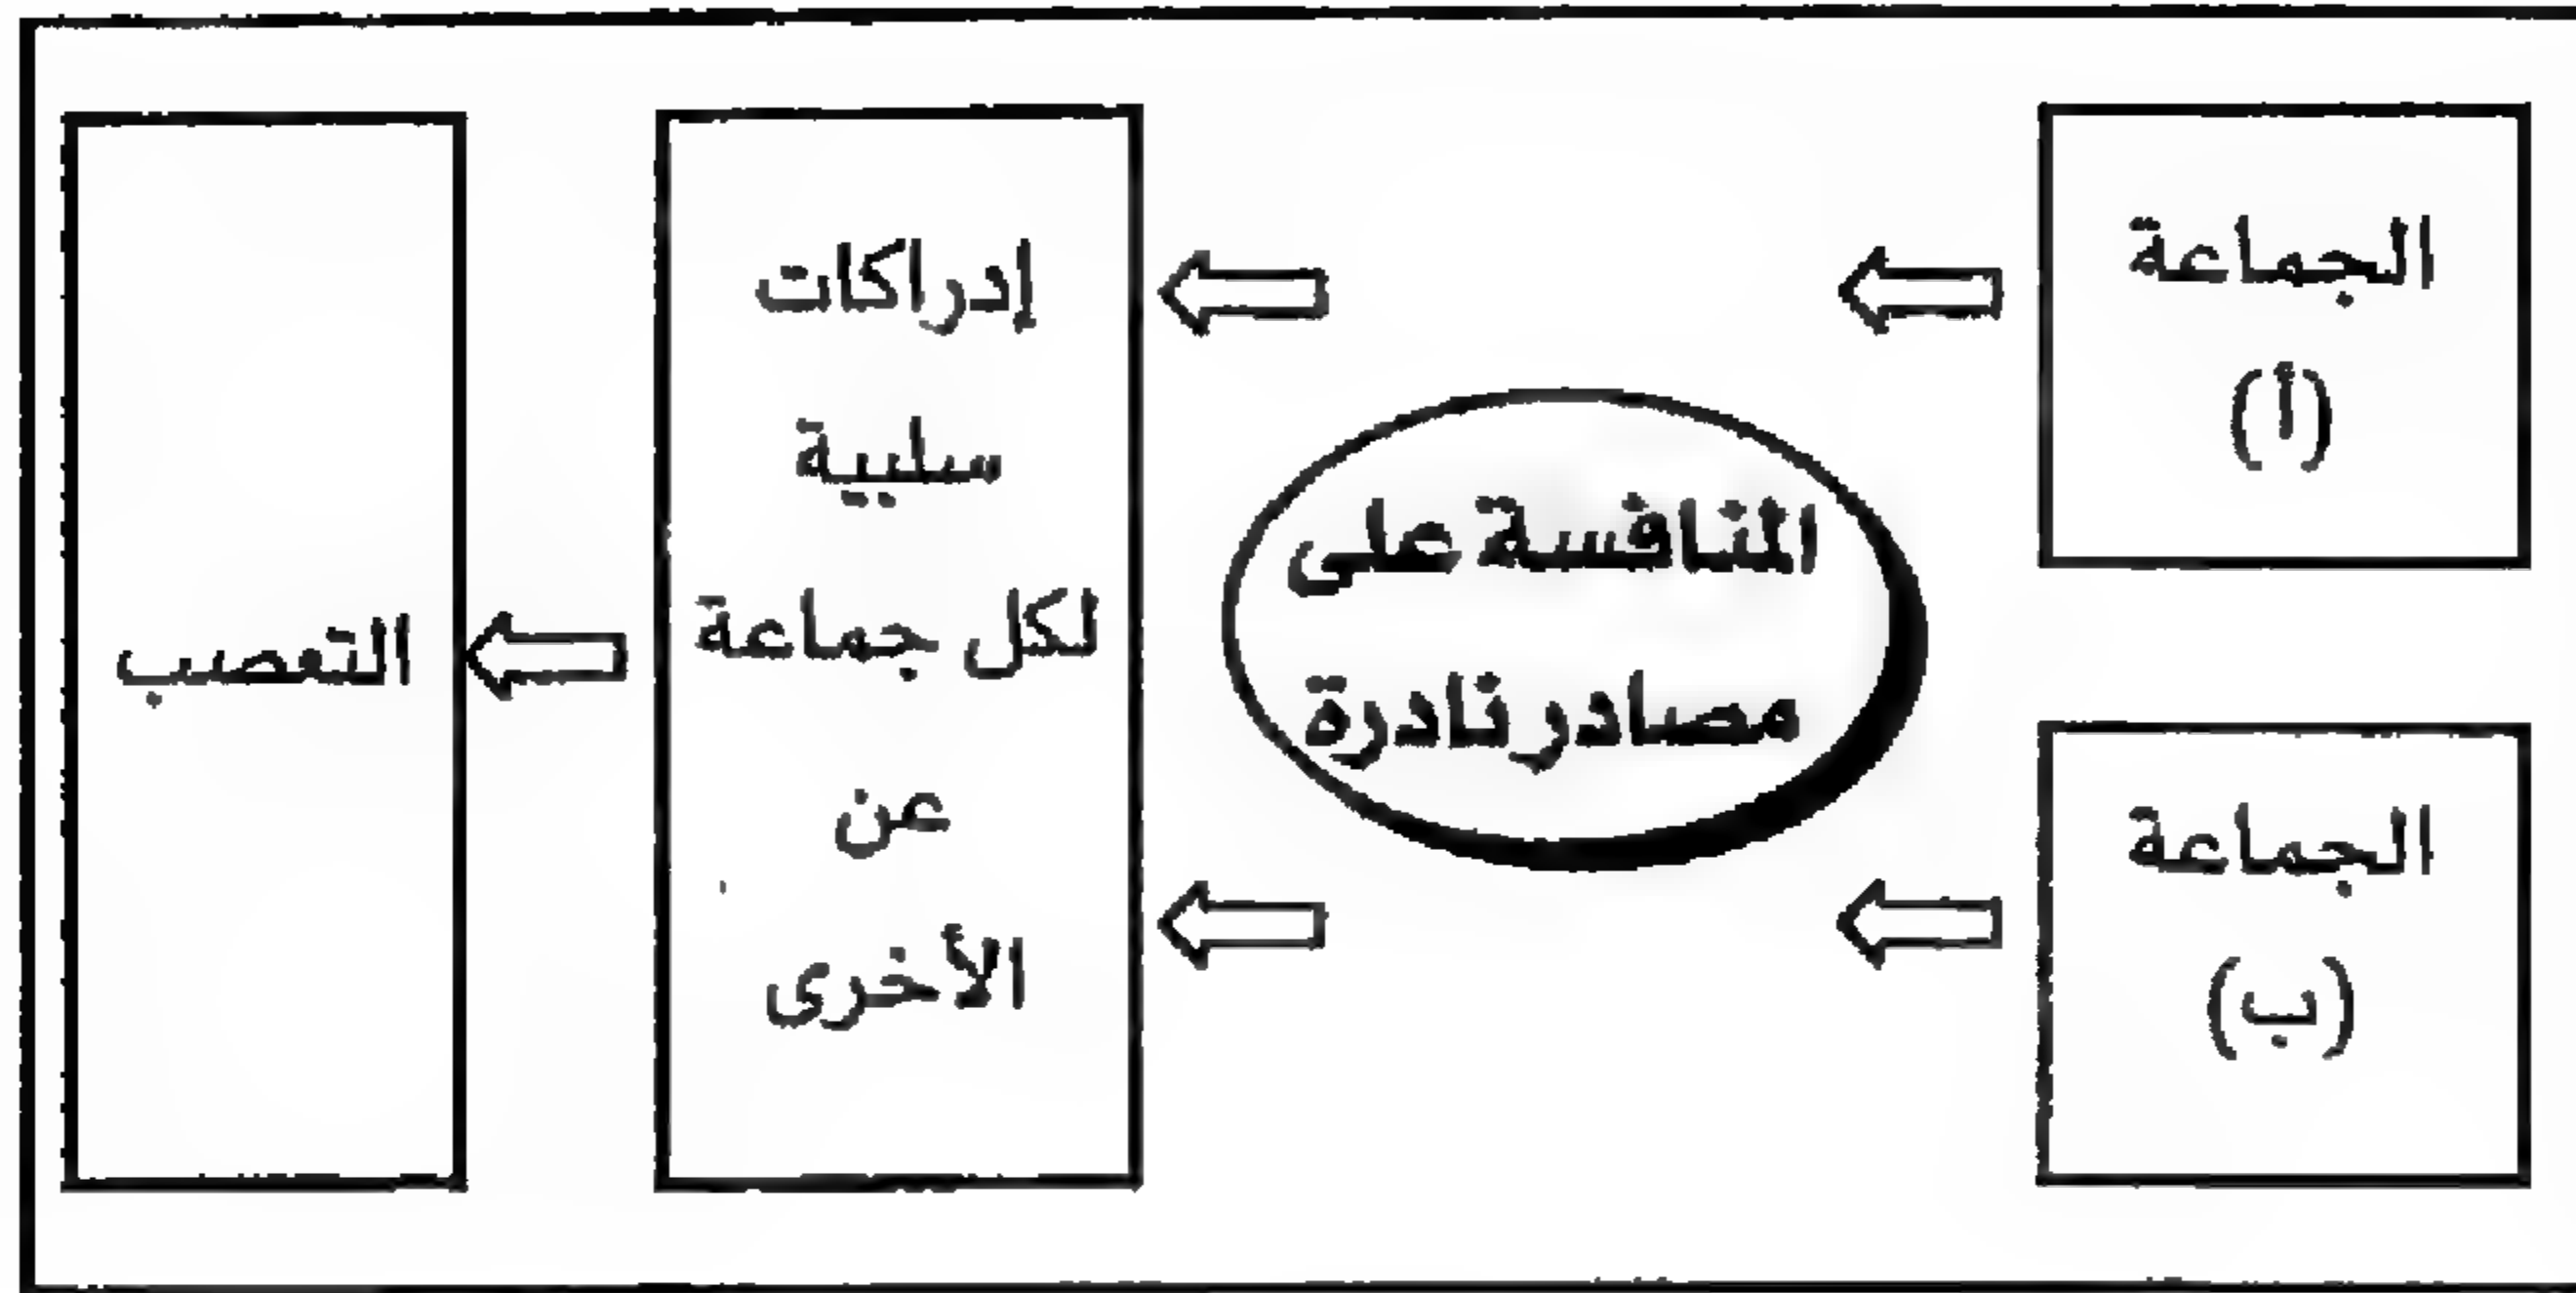 الجماعة
(أ)
الجماعة
(ب)
المنافسة على
مصادر نادرة
إدراكات
سلبية
لكل جماعة
عن
الأخرى
التعصب